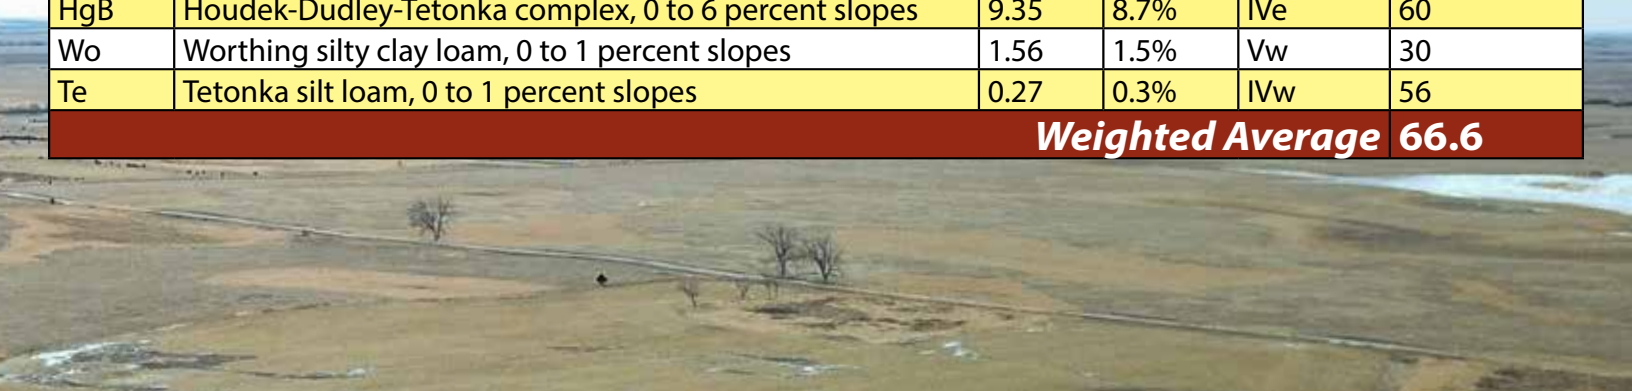 HgB Houdek-Dudley-Tetonka complex, 0 to 6 percent slopes 9.35 8.7% IVe 60
Wo Worthing silty clay loam, 0 to 1 percent slopes 1.56 1.5% Vw 30
Te Tetonka silt loam, 0 to 1 percent slopes 0.27 0.3% IVw 56
Weighted Average 66.6